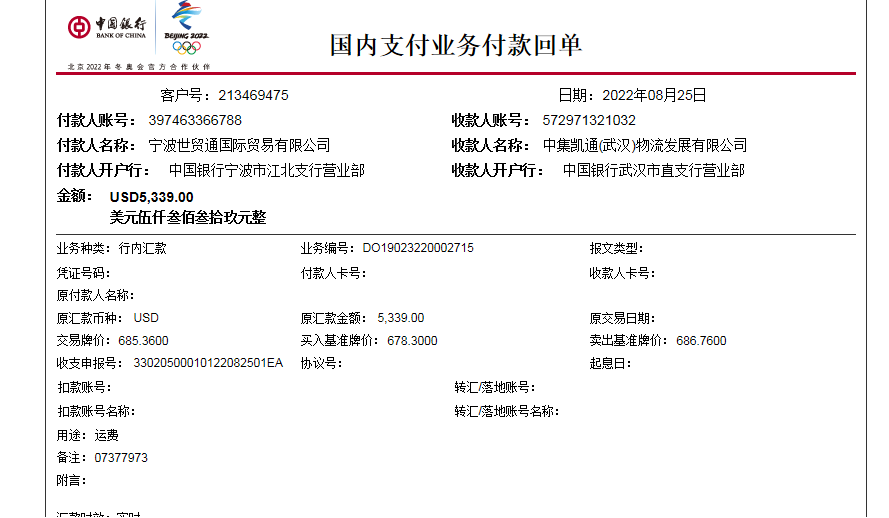 中国银行
BANK OF CHINA
BEIJING 2022
北京2022年冬奥会官方合作伙伴
国内支付业务付款回单
客户号：213469475 日期：2022年08月25日
付款人账号：397463366788 收款人账号：572971321032
付款人名称：宁波世贸通国际贸易有限公司 收款人名称：中集凯通(武汉)物流发展有限公司
付款人开户行：中国银行宁波市江北支行营业部 收款人开户行：中国银行武汉市直支行营业部
金额：USD5,339.00
美元伍仟叁佰叁拾玖元整
业务种类：行内汇款 业务编号：DO19023220002715 报文类型：
凭证号码： 付款人卡号： 收款人卡号：
原付款人名称：
原汇款币种：USD 原汇款金额：5,339.00 原交易日期：
交易牌价：685.3600 买入基准牌价：678.3000 卖出基准牌价：686.7600
收支申报号：33020500010122082501EA 协议号： 起息日：
扣款账号： 转汇/落地账号：
扣款账号名称： 转汇/落地账号名称：
用途：运费
备注：07377973
附言：
汇款时效：实时